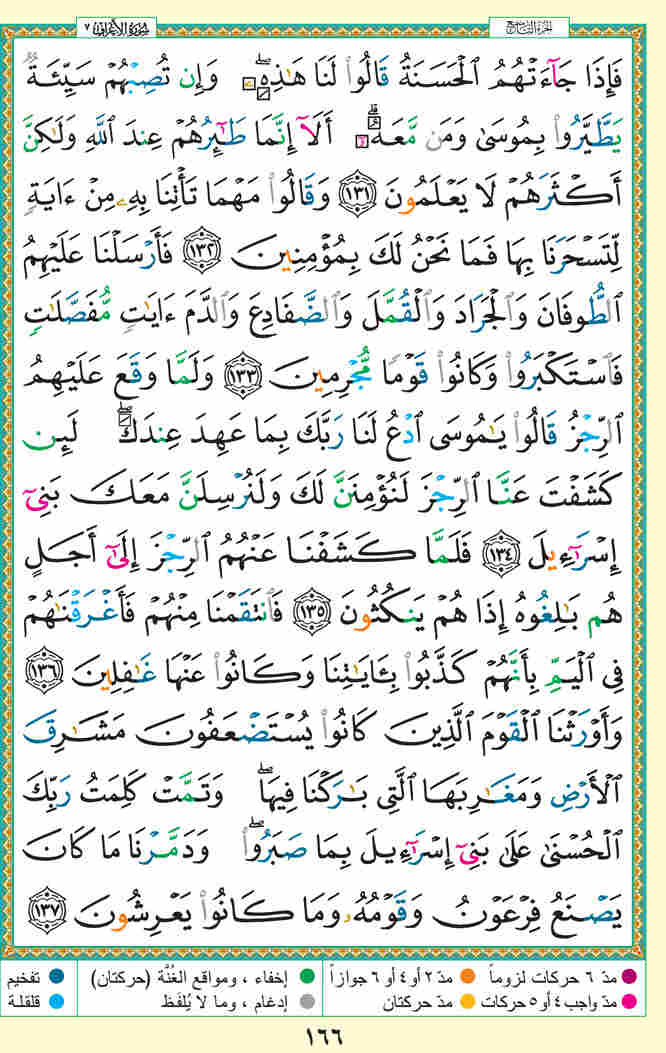 الجزء التاسع
سورة الأعراف ٧
فَإِذَا جَآءَتْهُمُ ٱلْحَسَنَةُ قَالُوا۟ لَنَا هَـٰذِهِۦۖ وَإِن تُصِبْهُمْ سَيِّئَةٌۭ
يَطَّيَّرُوا۟ بِمُوسَىٰ وَمَن مَّعَهُۥٓۗ أَلَآ إِنَّمَا طَـٰٓئِرُهُمْ عِندَ ٱللَّهِ وَلَـٰكِنَّ
أَكْثَرَهُمْ لَا يَعْلَمُونَ ١٣١ وَقَالُوا۟ مَهْمَا تَأْتِنَا بِهِۦ مِنْ ءَايَةٍۢ
لِّتَسْحَرَنَا بِهَا فَمَا نَحْنُ لَكَ بِمُؤْمِنِينَ ١٣٢ فَأَرْسَلْنَا عَلَيْهِمُ
ٱلطُّوفَانَ وَٱلْجَرَادَ وَٱلْقُمَّلَ وَٱلضَّفَادِعَ وَٱلدَّمَ ءَايَـٰتٍۢ مُّفَصَّلَـٰتٍۢ
فَٱسْتَكْبَرُوا۟ وَكَانُوا۟ قَوْمًۭا مُّجْرِمِينَ ١٣٣ وَلَمَّا وَقَعَ عَلَيْهِمُ
ٱلرِّجْزُ قَالُوا۟ يَـٰمُوسَى ٱدْعُ لَنَا رَبَّكَ بِمَا عَهِدَ عِندَكَۖ لَئِن
كَشَفْتَ عَنَّا ٱلرِّجْزَ لَنُؤْمِنَنَّ لَكَ وَلَنُرْسِلَنَّ مَعَكَ بَنِىٓ
إِسْرَٰٓءِيلَ ١٣٤ فَلَمَّا كَشَفْنَا عَنْهُمُ ٱلرِّجْزَ إِلَىٰٓ أَجَلٍ
هُم بَـٰلِغُوهُ إِذَا هُمْ يَنكُثُونَ ١٣٥ فَٱنتَقَمْنَا مِنْهُمْ فَأَغْرَقْنَـٰهُمْ
فِى ٱلْيَمِّ بِأَنَّهُمْ كَذَّبُوا۟ بِـَٔايَـٰتِنَا وَكَانُوا۟ عَنْهَا غَـٰفِلِينَ ١٣٦
وَأَوْرَثْنَا ٱلْقَوْمَ ٱلَّذِينَ كَانُوا۟ يُسْتَضْعَفُونَ مَشَـٰرِقَ
ٱلْأَرْضِ وَمَغَـٰرِبَهَا ٱلَّتِى بَـٰرَكْنَا فِيهَاۖ وَتَمَّتْ كَلِمَتُ رَبِّكَ
ٱلْحُسْنَىٰ عَلَىٰ بَنِىٓ إِسْرَٰٓءِيلَ بِمَا صَبَرُوا۟ۖ وَدَمَّرْنَا مَا كَانَ
يَصْنَعُ فِرْعَوْنُ وَقَوْمُهُۥ وَمَا كَانُوا۟ يَعْرِشُونَ ١٣٧
مدّ ٦ حركات لزوماً مدّ ٢ أو ٤ أو ٦ جوازاً إخفاء ، ومواقع الغُنَّة (حركتان) تفخيم
مدّ واجب ٤ أو ٥ حركات مدّ حركتان إدغام ، وما لا يُلفَظ قلقلة
١٦٦